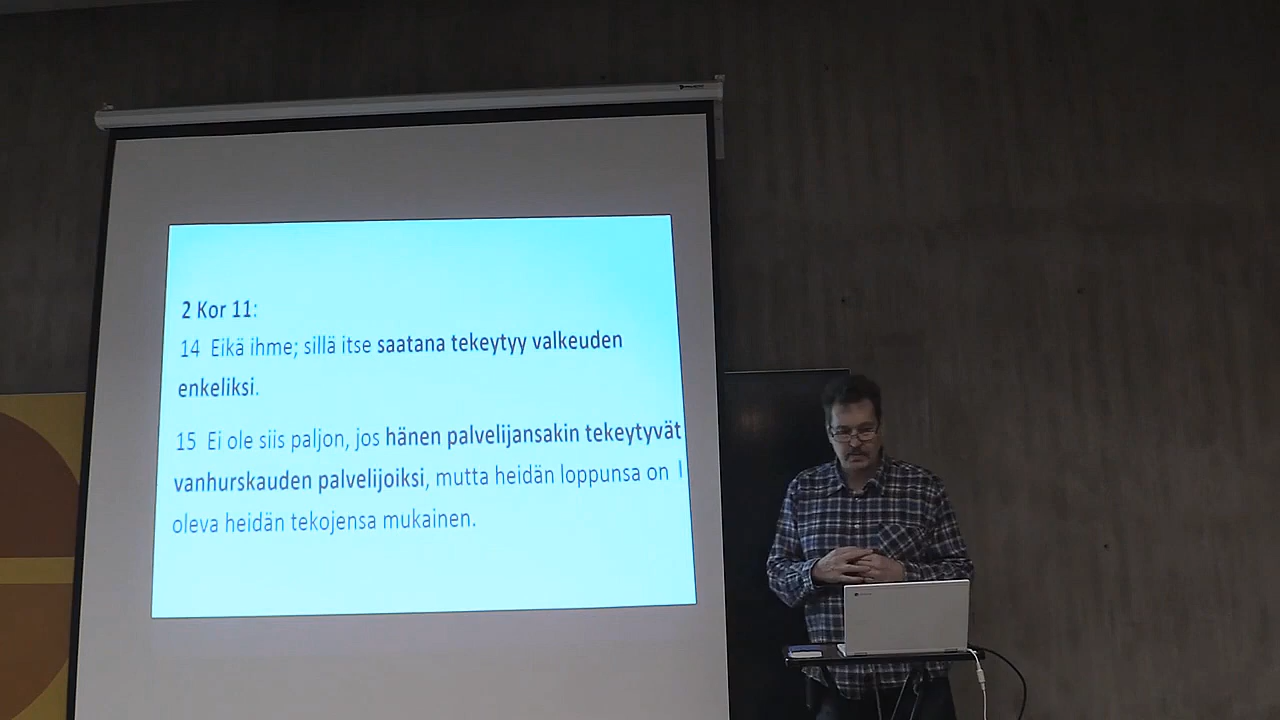 2 Kor 11:
14 Eikä ihme; sillä itse saatana tekeytyy valkeuden
enkeliksi.
15 Ei ole siis paljon, jos hänen palvelijansakin tekeytyvät
vanhurskauden palvelijoiksi, mutta heidän loppunsa on
oleva heidän tekojensa mukainen.